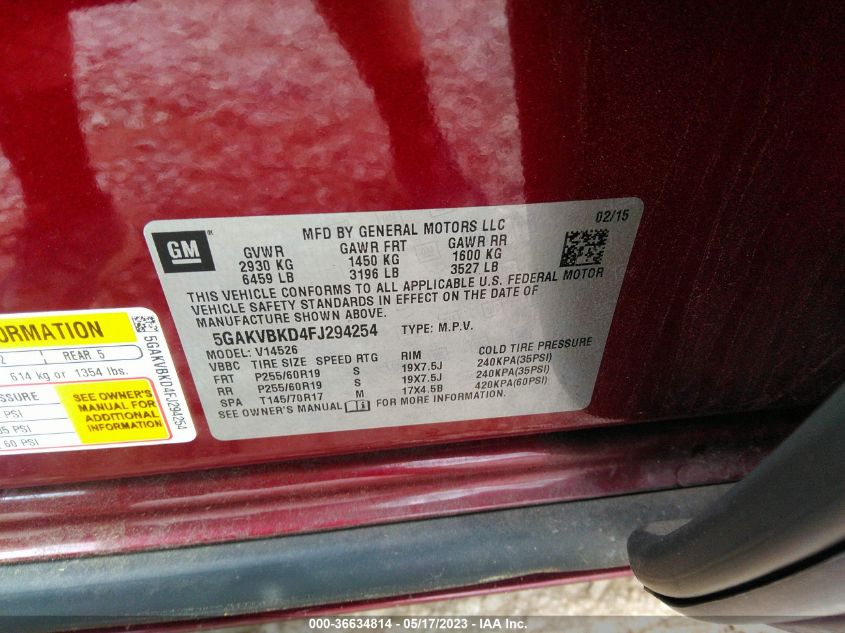 GM
MFD BY GENERAL MOTORS LLC
02/15
GVWR GAWR FRT GAWR RR
2930 KG 1450 KG 1600 KG
6459 LB 3196 LB 3527 LB
THIS VEHICLE CONFORMS TO ALL APPLICABLE U.S. FEDERAL MOTOR
VEHICLE SAFETY STANDARDS IN EFFECT ON THE DATE OF
MANUFACTURE SHOWN ABOVE.
5GAKVBKD4FJ294254 TYPE: M.P.V.
MODEL: V14526
VBBC TIRE SIZE SPEED RTG RIM COLD TIRE PRESSURE
FRT P255/60R19 S 19X7.5J 240KPA(35PSI)
RR P255/60R19 S 19X7.5J 240KPA(35PSI)
SPA T145/70R17 M 17X4.5B 420KPA(60PSI)
SEE OWNER'S MANUAL FOR MORE INFORMATION.
ORMATION
2 REAR 5
614 kg or 1354 lbs.
SSURE
PSI
35 PSI
60 PSI
SEE OWNER'S
MANUAL FOR
ADDITIONAL
INFORMATION
5GAKVBKD4FJ294254
000-36634814 - 05/17/2023 - IAA Inc.